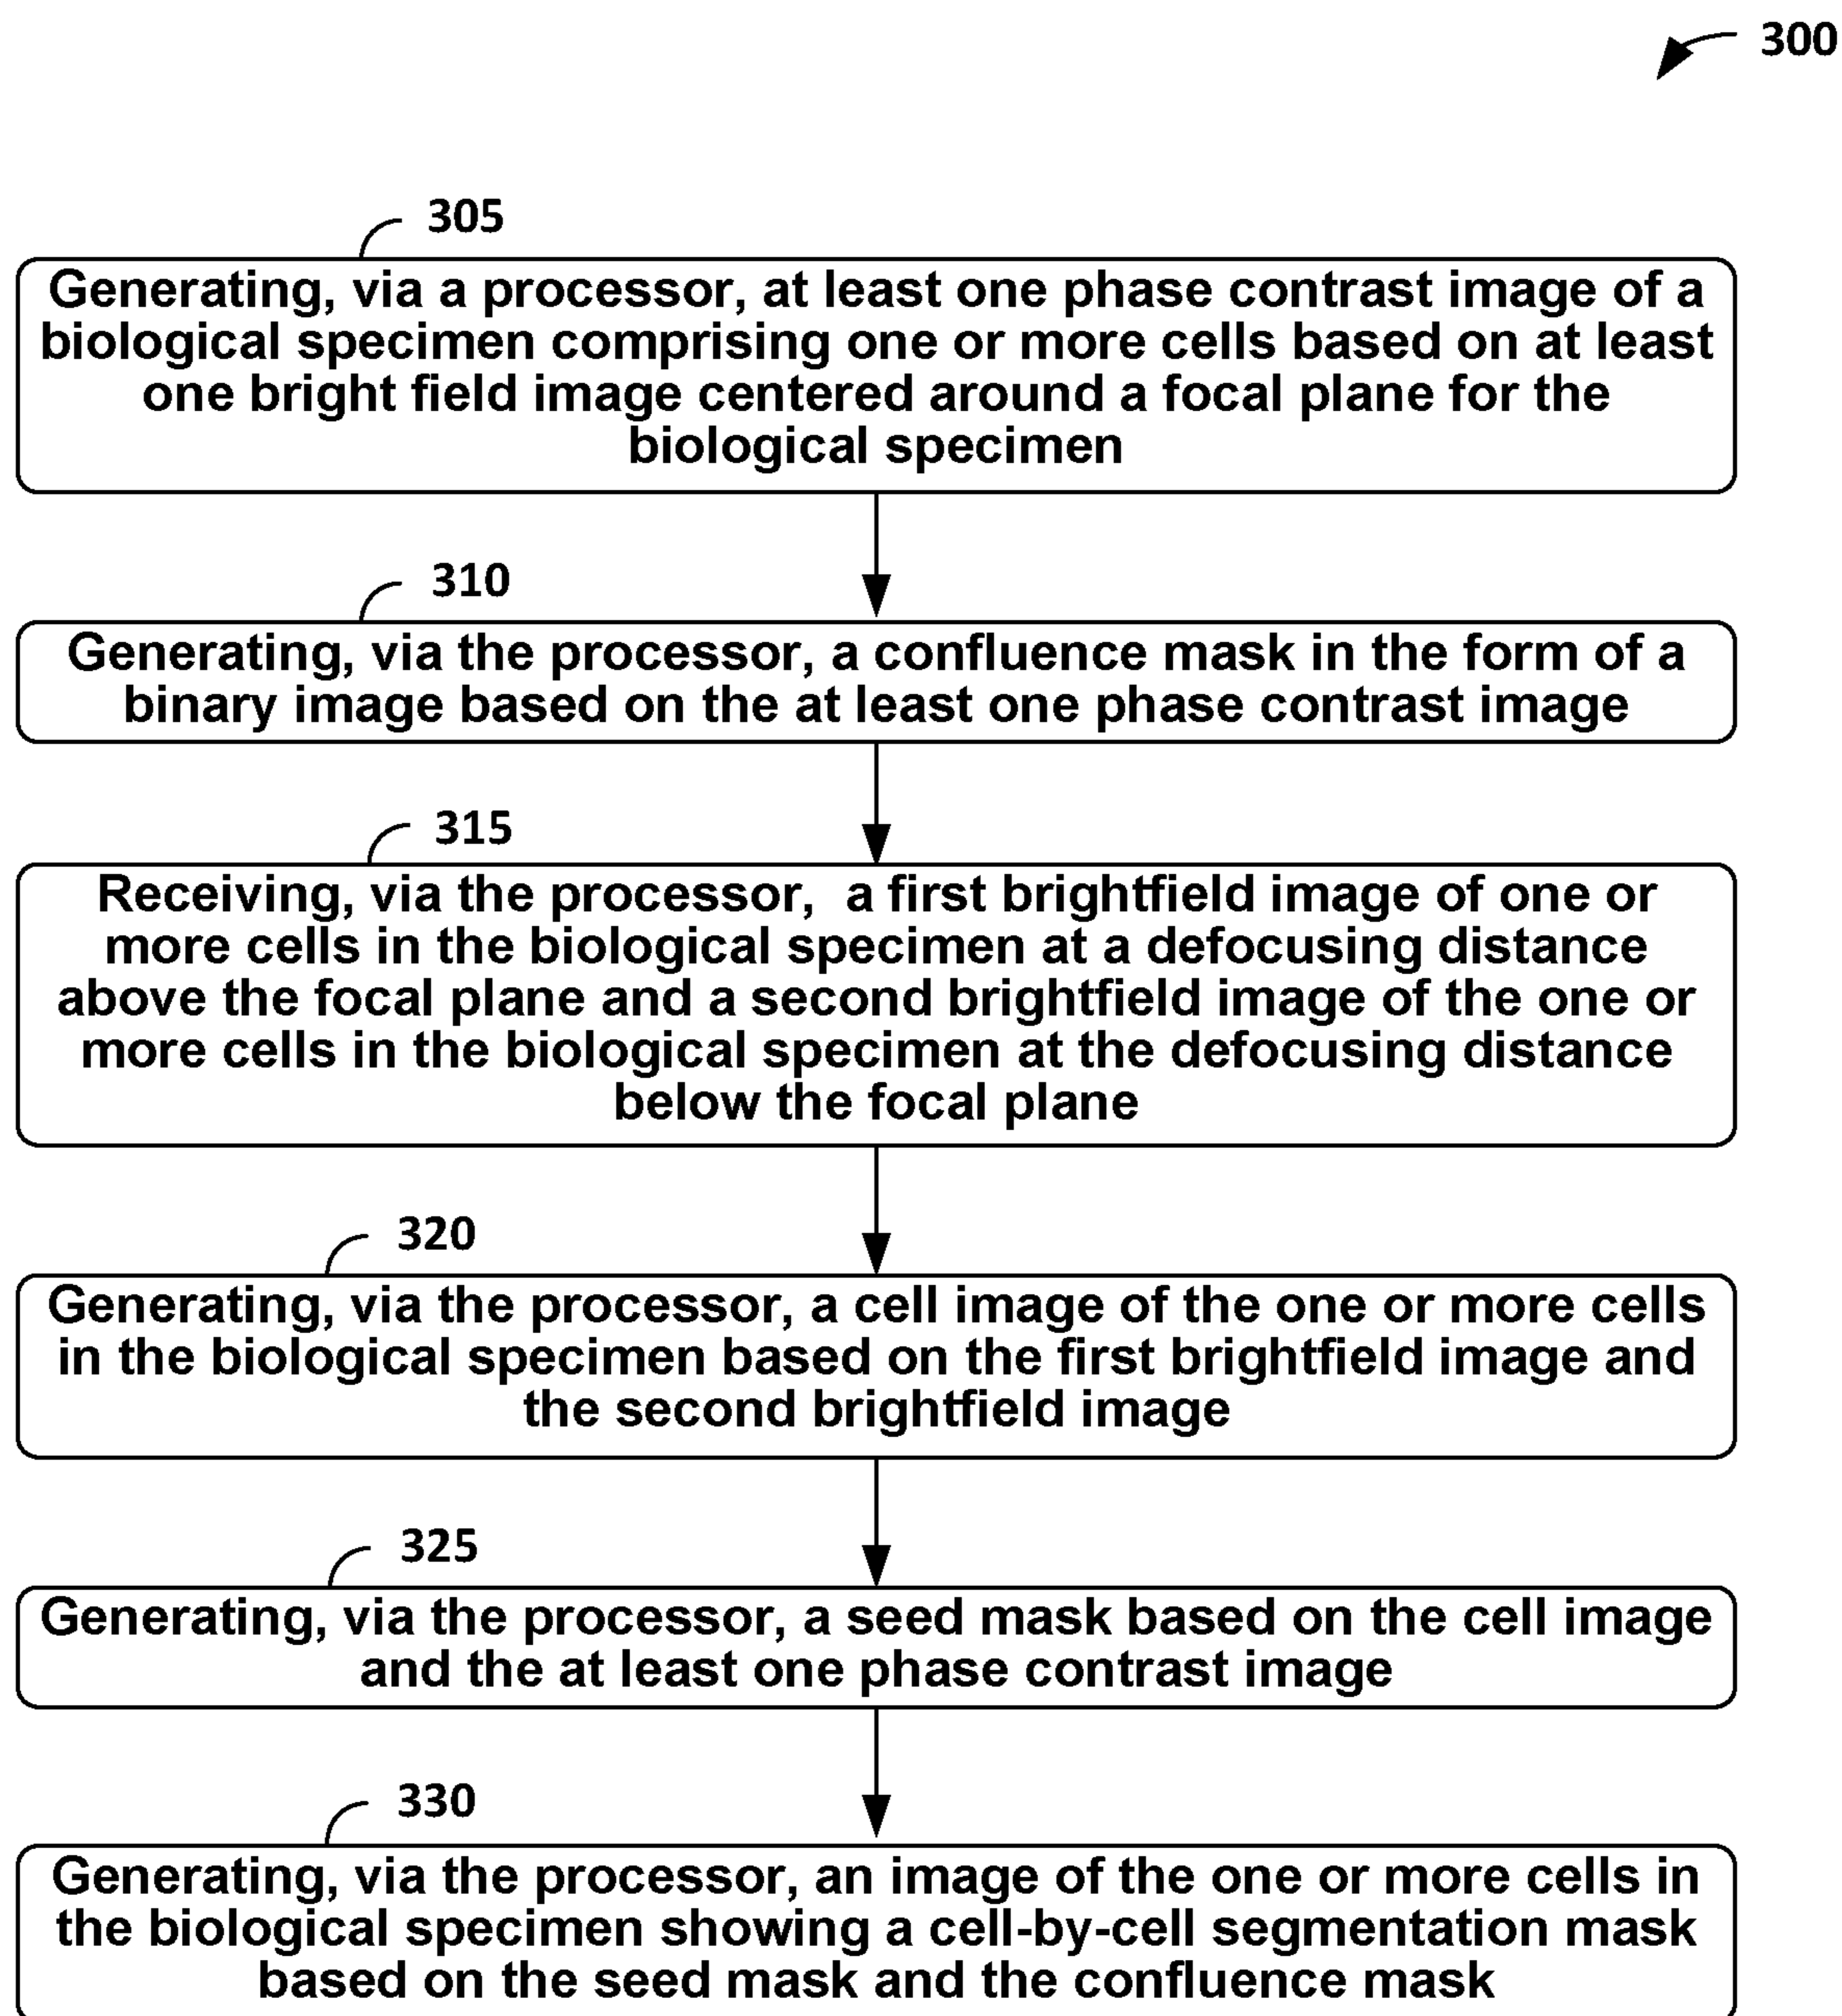 300
305
Generating, via a processor, at least one phase contrast image of a
biological specimen comprising one or more cells based on at least
one bright field image centered around a focal plane for the
biological specimen
310
Generating, via the processor, a confluence mask in the form of a
binary image based on the at least one phase contrast image
315
Receiving, via the processor,  a first brightfield image of one or
more cells in the biological specimen at a defocusing distance
above the focal plane and a second brightfield image of the one or
more cells in the biological specimen at the defocusing distance
below the focal plane
320
Generating, via the processor, a cell image of the one or more cells
in the biological specimen based on the first brightfield image and
the second brightfield image
325
Generating, via the processor, a seed mask based on the cell image
and the at least one phase contrast image
330
Generating, via the processor, an image of the one or more cells in
the biological specimen showing a cell-by-cell segmentation mask
based on the seed mask and the confluence mask